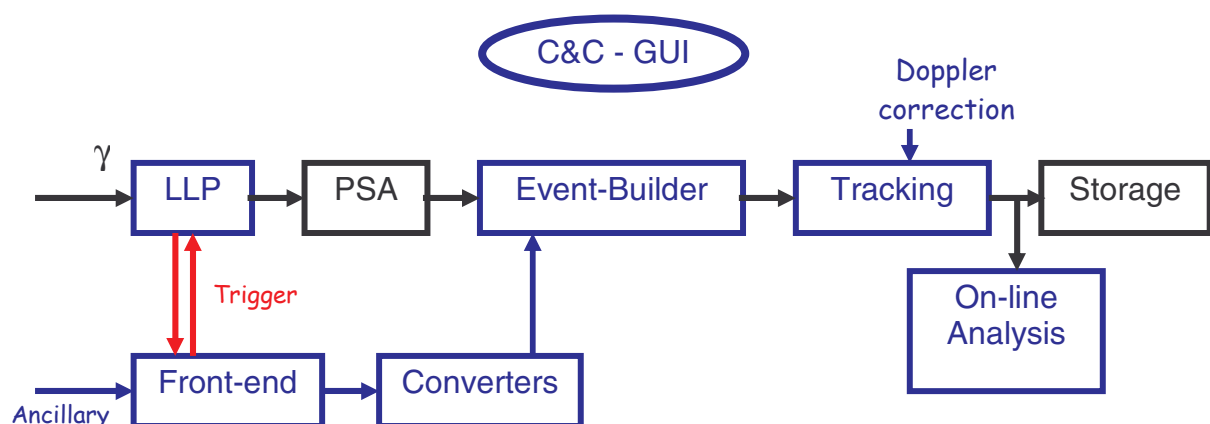 C&C - GUI
Doppler
correction
γ
LLP
PSA
Event-Builder
Tracking
Storage
Trigger
On-line
Analysis
Front-end
Converters
Ancillary